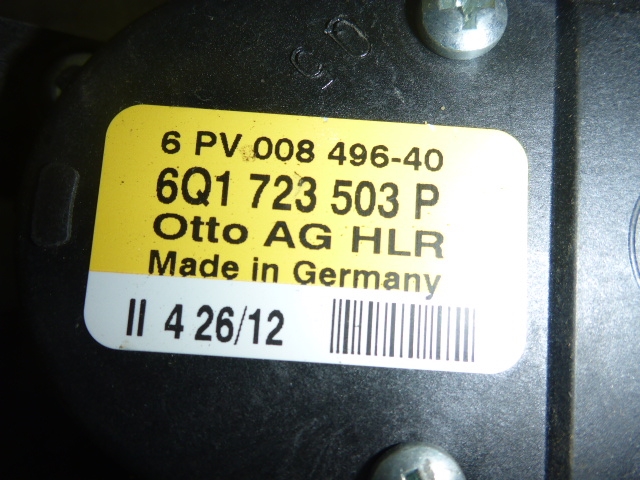 6 PV 008 496-40
6Q1 723 503 P
Otto AG HLR
Made in Germany
II 4 26/12